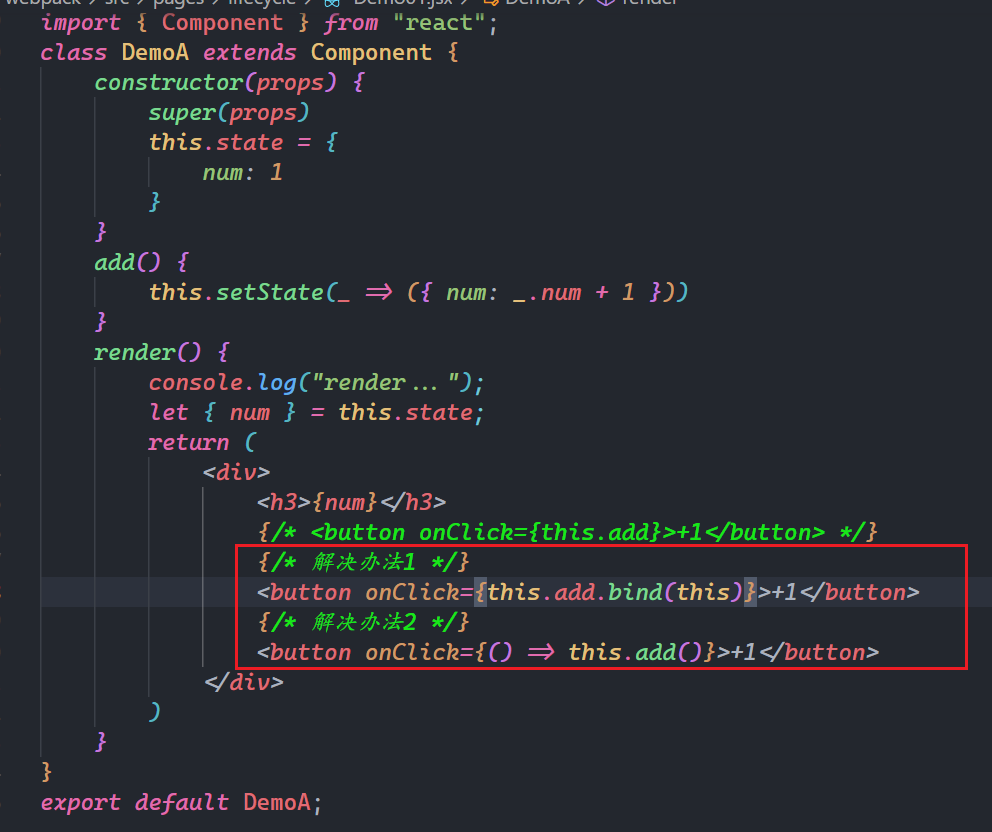 webpack > src > pages > lifecycle > Demo01.jsx > DemoA > render
import { Component } from "react";
class DemoA extends Component {
    constructor(props) {
        super(props)
        this.state = {
            num: 1
        }
    }
    add() {
        this.setState(_ => ({ num: _.num + 1 }))
    }
    render() {
        console.log("render...");
        let { num } = this.state;
        return (
            <div>
                <h3>{num}</h3>
                {/* <button onClick={this.add}>+1</button> */}
                {/* 解决办法1 */}
                <button onClick={this.add.bind(this)}>+1</button>
                {/* 解决办法2 */}
                <button onClick={() => this.add()}>+1</button>
            </div>
        )
    }
}
export default DemoA;